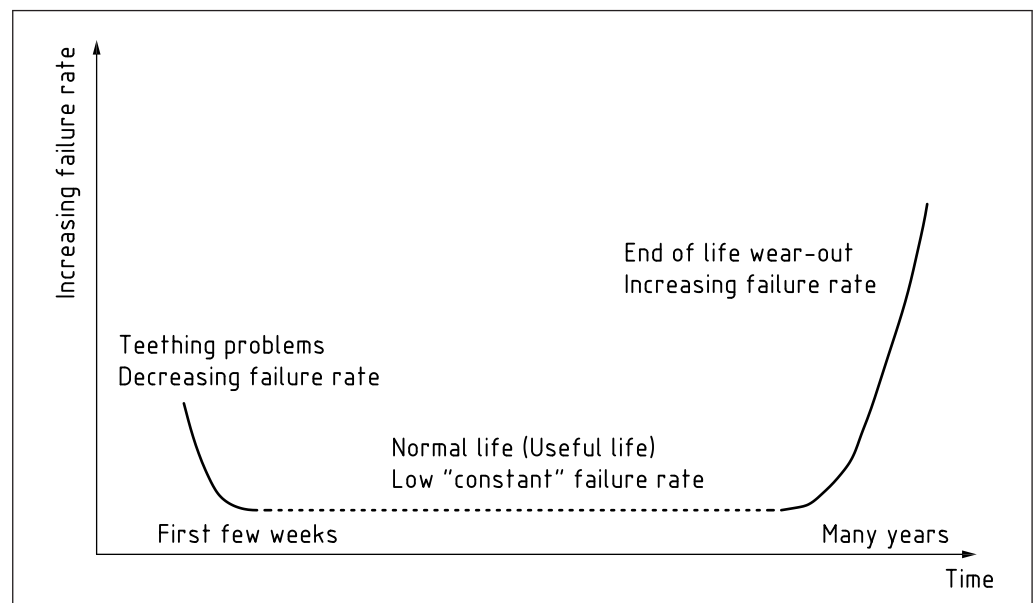 Increasing failure rate
End of life wear-out
Increasing failure rate
Teething problems
Decreasing failure rate
Normal life (Useful life)
Low "constant" failure rate
First few weeks
Many years
Time